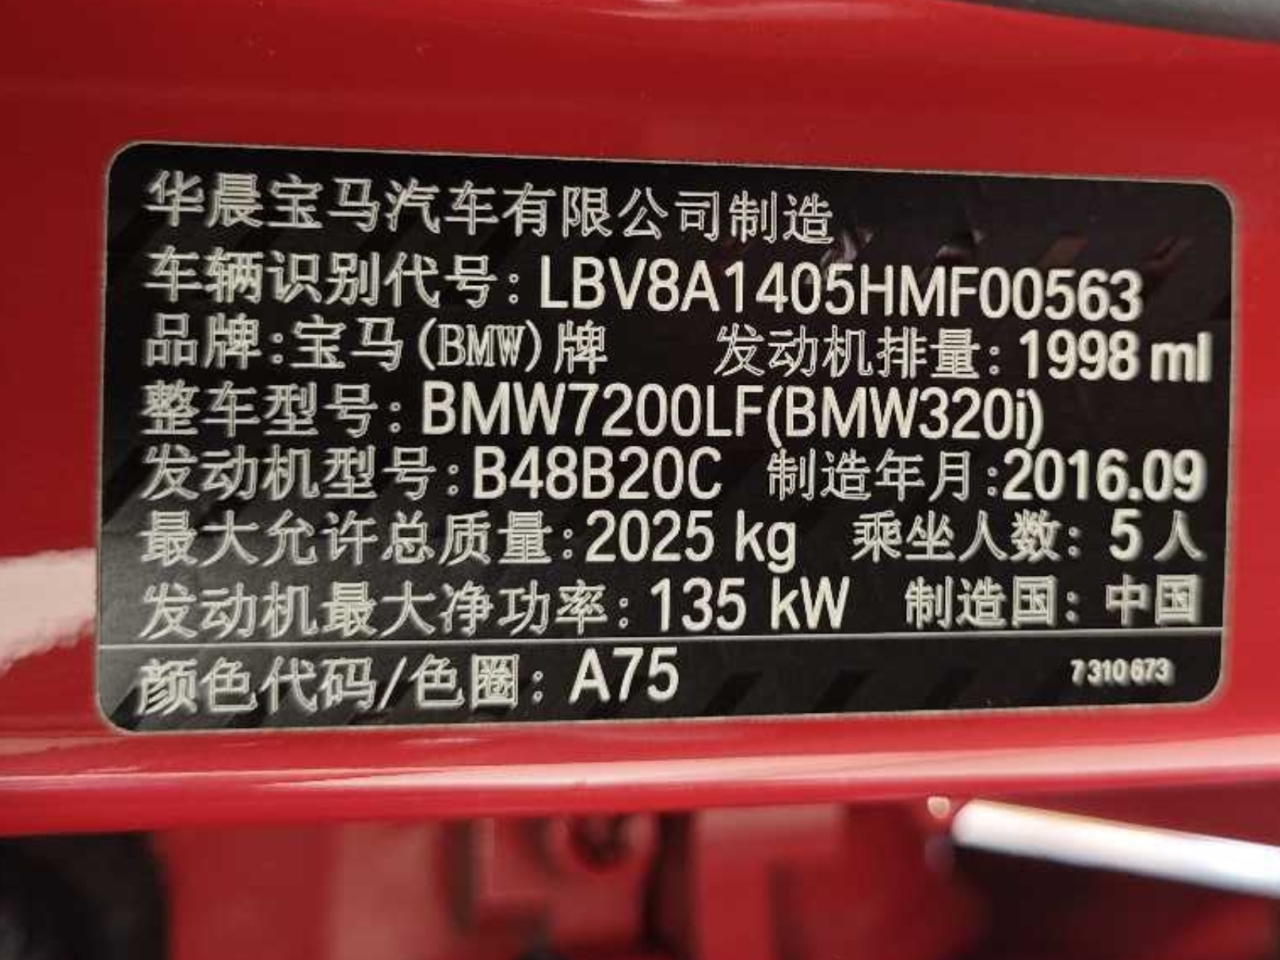 华晨宝马汽车有限公司制造
车辆识别代号:LBV8A1405HMF00563
品牌:宝马(BMW)牌 发动机排量:1998 ml
整车型号:BMW7200LF(BMW320i)
发动机型号:B48B20C 制造年月:2016.09
最大允许总质量:2025 kg 乘坐人数: 5人
发动机最大净功率: 135 kW 制造国: 中国
颜色代码/色圈: A75 7310673